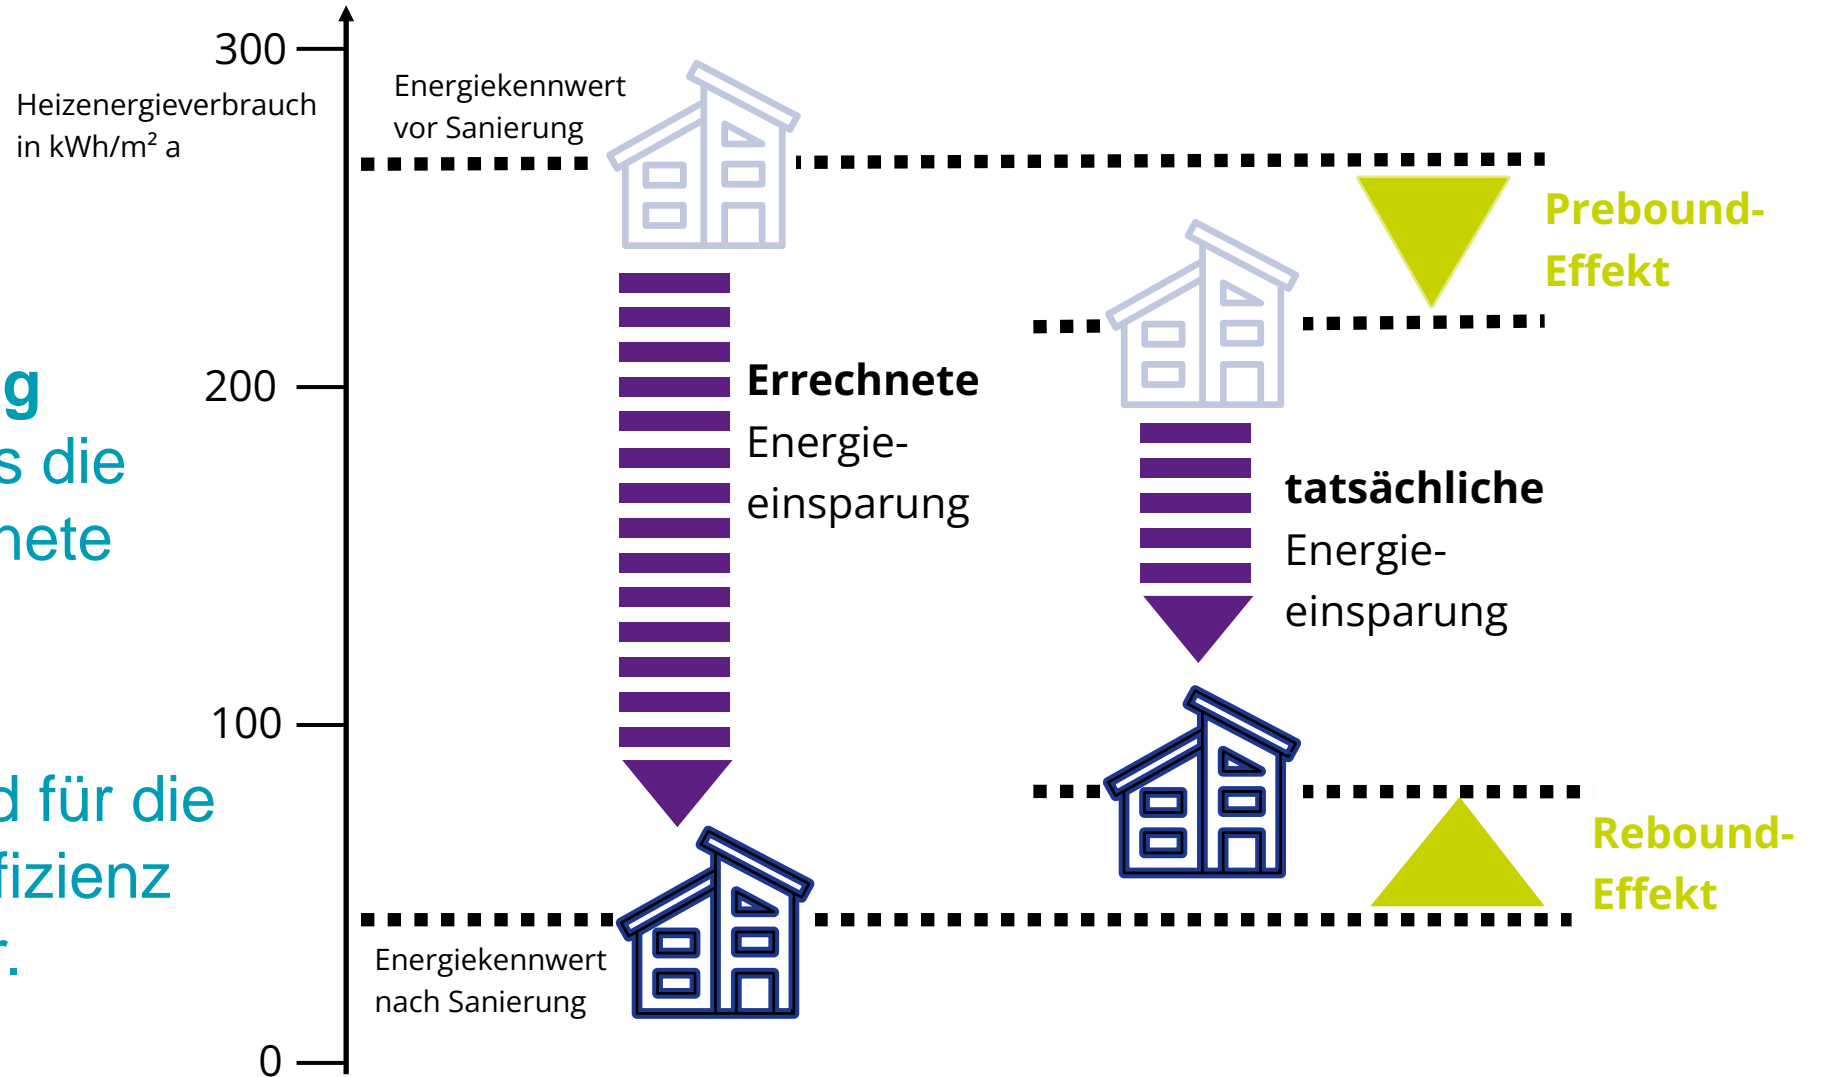 300
Heizenergieverbrauch
in kWh/m² a
Energiekennwert
vor Sanierung
Prebound-
Effekt
200
100
0
Errechnete
Energie-
einsparung
tatsächliche
Energie-
einsparung
Rebound-
Effekt
Energiekennwert
nach Sanierung
g
s die
nete
d für die
fizienz
r.